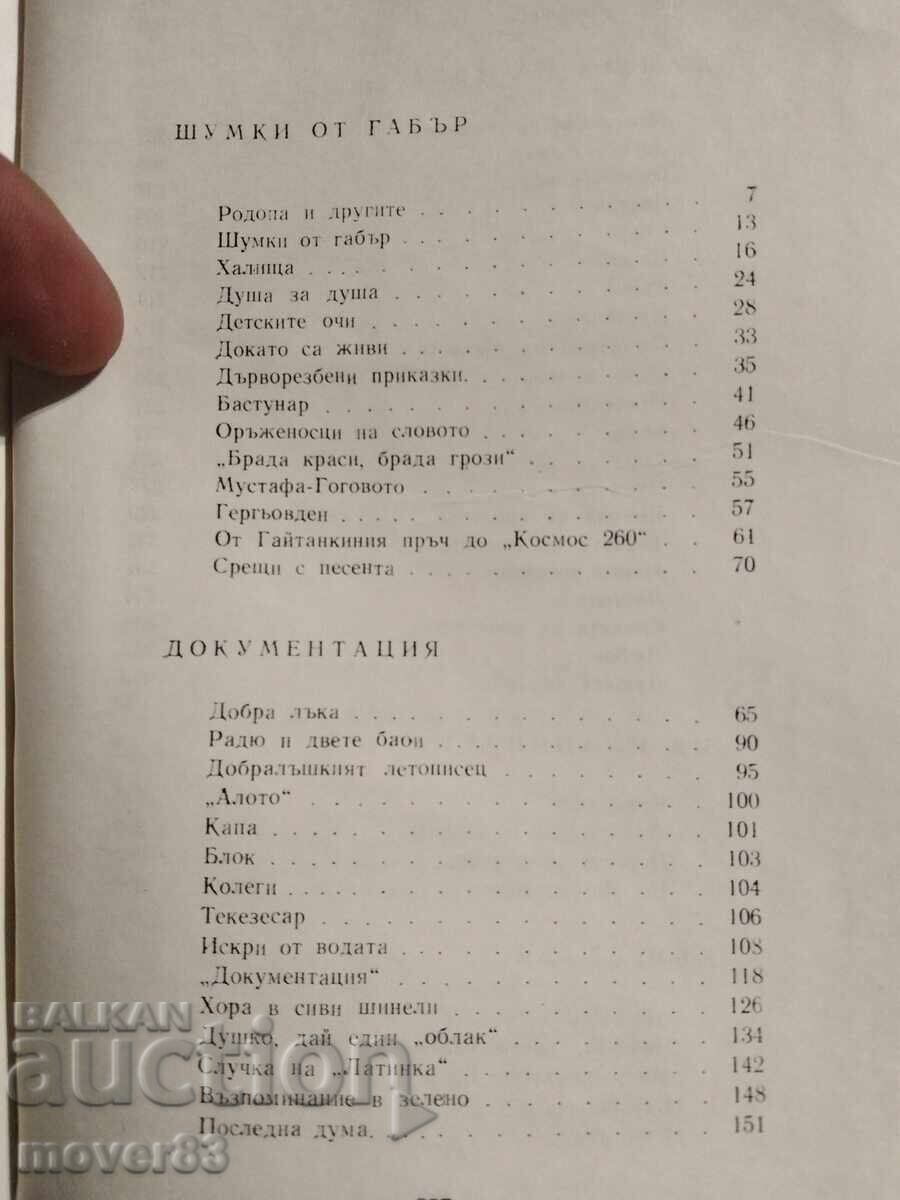 ШУМКИ ОТ ГАБЪР
Родопа и другите . . . . . . . . . . 7
Шумки от габър . . . . . . . . . . 13
Халища . . . . . . . . . . 16
Душа за душа . . . . . . . . . . 24
Детските очи . . . . . . . . . . 28
Докато са живи . . . . . . . . . . 33
Дърворезбени приказки. . . . . . . . . . 35
Бастунар . . . . . . . . . . 41
Оръженосци на словото . . . . . . . . . . 46
„Брада краси, брада грози“ . . . . . . . . 51
Мустафа-Гоговото . . . . . . . . . . 55
Гергьовден . . . . . . . . . . 57
От Гайтанкиния пръч до „Космос 260“ . . 61
Срещи с песента . . . . . . . . . . 70
ДОКУМЕНТАЦИЯ
Добра лъка . . . . . . . . . . 65
Радю и двете баби . . . . . . . . . . 90
Добралъшкият летописец . . . . . . . . 95
„Алото“ . . . . . . . . . . 100
Капа . . . . . . . . . . 101
Блок . . . . . . . . . . 103
Колеги . . . . . . . . . . 104
Текезесар . . . . . . . . . . 106
Искри от водата . . . . . . . . . . 108
„Документация“ . . . . . . . . . . 118
Хора в сиви шинели . . . . . . . . . . 126
Душко, дай един „облак“ . . . . . . . . 134
Случка на „Латинка“ . . . . . . . . . . 142
Възпоминание в зелено . . . . . . . . 148
Последна дума. . . . . . . . . . . 151
BALKAN
auction
mover83